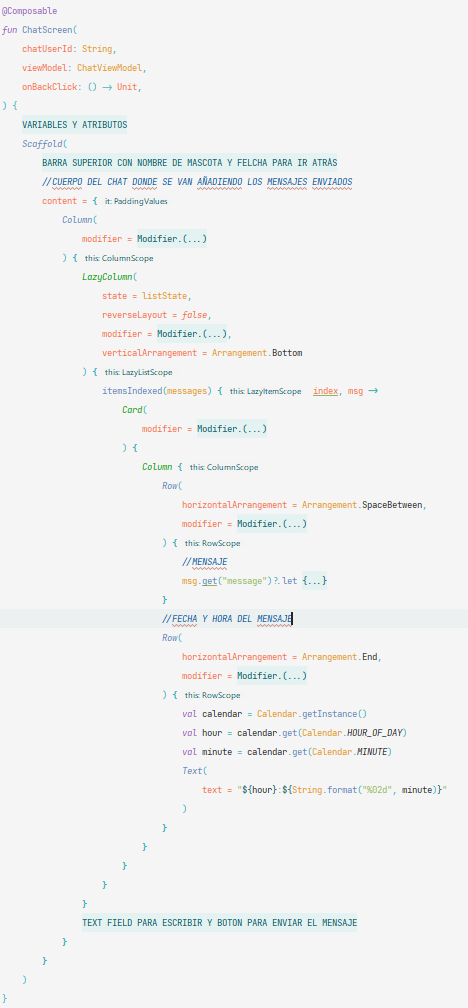 @Composable
fun ChatScreen(
chatUserId: String,
viewModel: ChatViewModel,
onBackClick: () → Unit,
) {
VARIABLES Y ATRIBUTOS
Scaffold(
BARRA SUPERIOR CON NOMBRE DE MASCOTA Y FELCHA PARA IR ATRÁS
//CUERPO DEL CHAT DONDE SE VAN AÑADIENDO LOS MENSAJES ENVIADOS
content = { it: PaddingValues
Column(
modifier = Modifier.(...)
) { this: ColumnScope
LazyColumn(
state = listState,
reverseLayout = false,
modifier = Modifier.(...),
verticalArrangement = Arrangement.Bottom
) { this: LazyListScope
itemsIndexed(messages) { this: LazyItemScope index, msg →
Card(
modifier = Modifier.(...)
) {
Column { this: ColumnScope
Row(
horizontalArrangement = Arrangement.SpaceBetween,
modifier = Modifier.(...)
) { this: RowScope
//MENSAJE
msg.get("message")?.let {...}
}
//FECHA Y HORA DEL MENSAJE
Row(
horizontalArrangement = Arrangement.End,
modifier = Modifier.(...)
) { this: RowScope
val calendar = Calendar.getInstance()
val hour = calendar.get(Calendar.HOUR_OF_DAY)
val minute = calendar.get(Calendar.MINUTE)
Text(
text = "${hour}:${String.format("%02d", minute)}"
)
}
}
}
}
}
TEXT FIELD PARA ESCRIBIR Y BOTON PARA ENVIAR EL MENSAJE
}
}
)
}